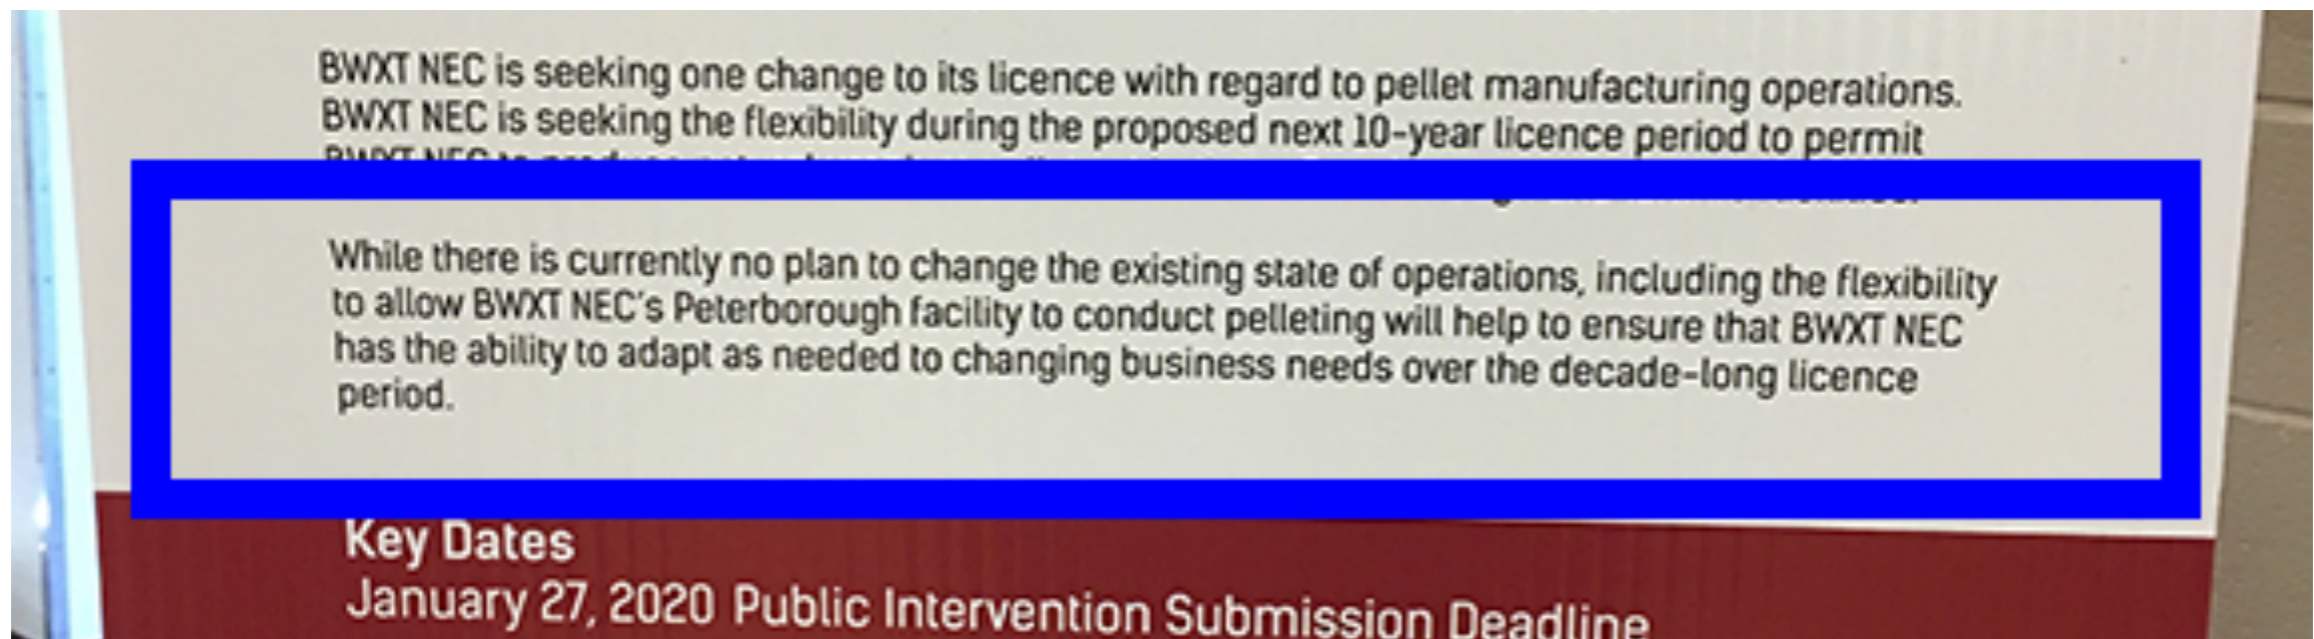 BWXT NEC is seeking one change to its licence with regard to pellet manufacturing operations.
BWXT NEC is seeking the flexibility during the proposed next 10-year licence period to permit
BWXT NEC to
While there is currently no plan to change the existing state of operations, including the flexibility
to allow BWXT NEC's Peterborough facility to conduct pelleting will help to ensure that BWXT NEC
has the ability to adapt as needed to changing business needs over the decade-long licence
period.
Key Dates
January 27, 2020 Public Intervention Submission Deadline